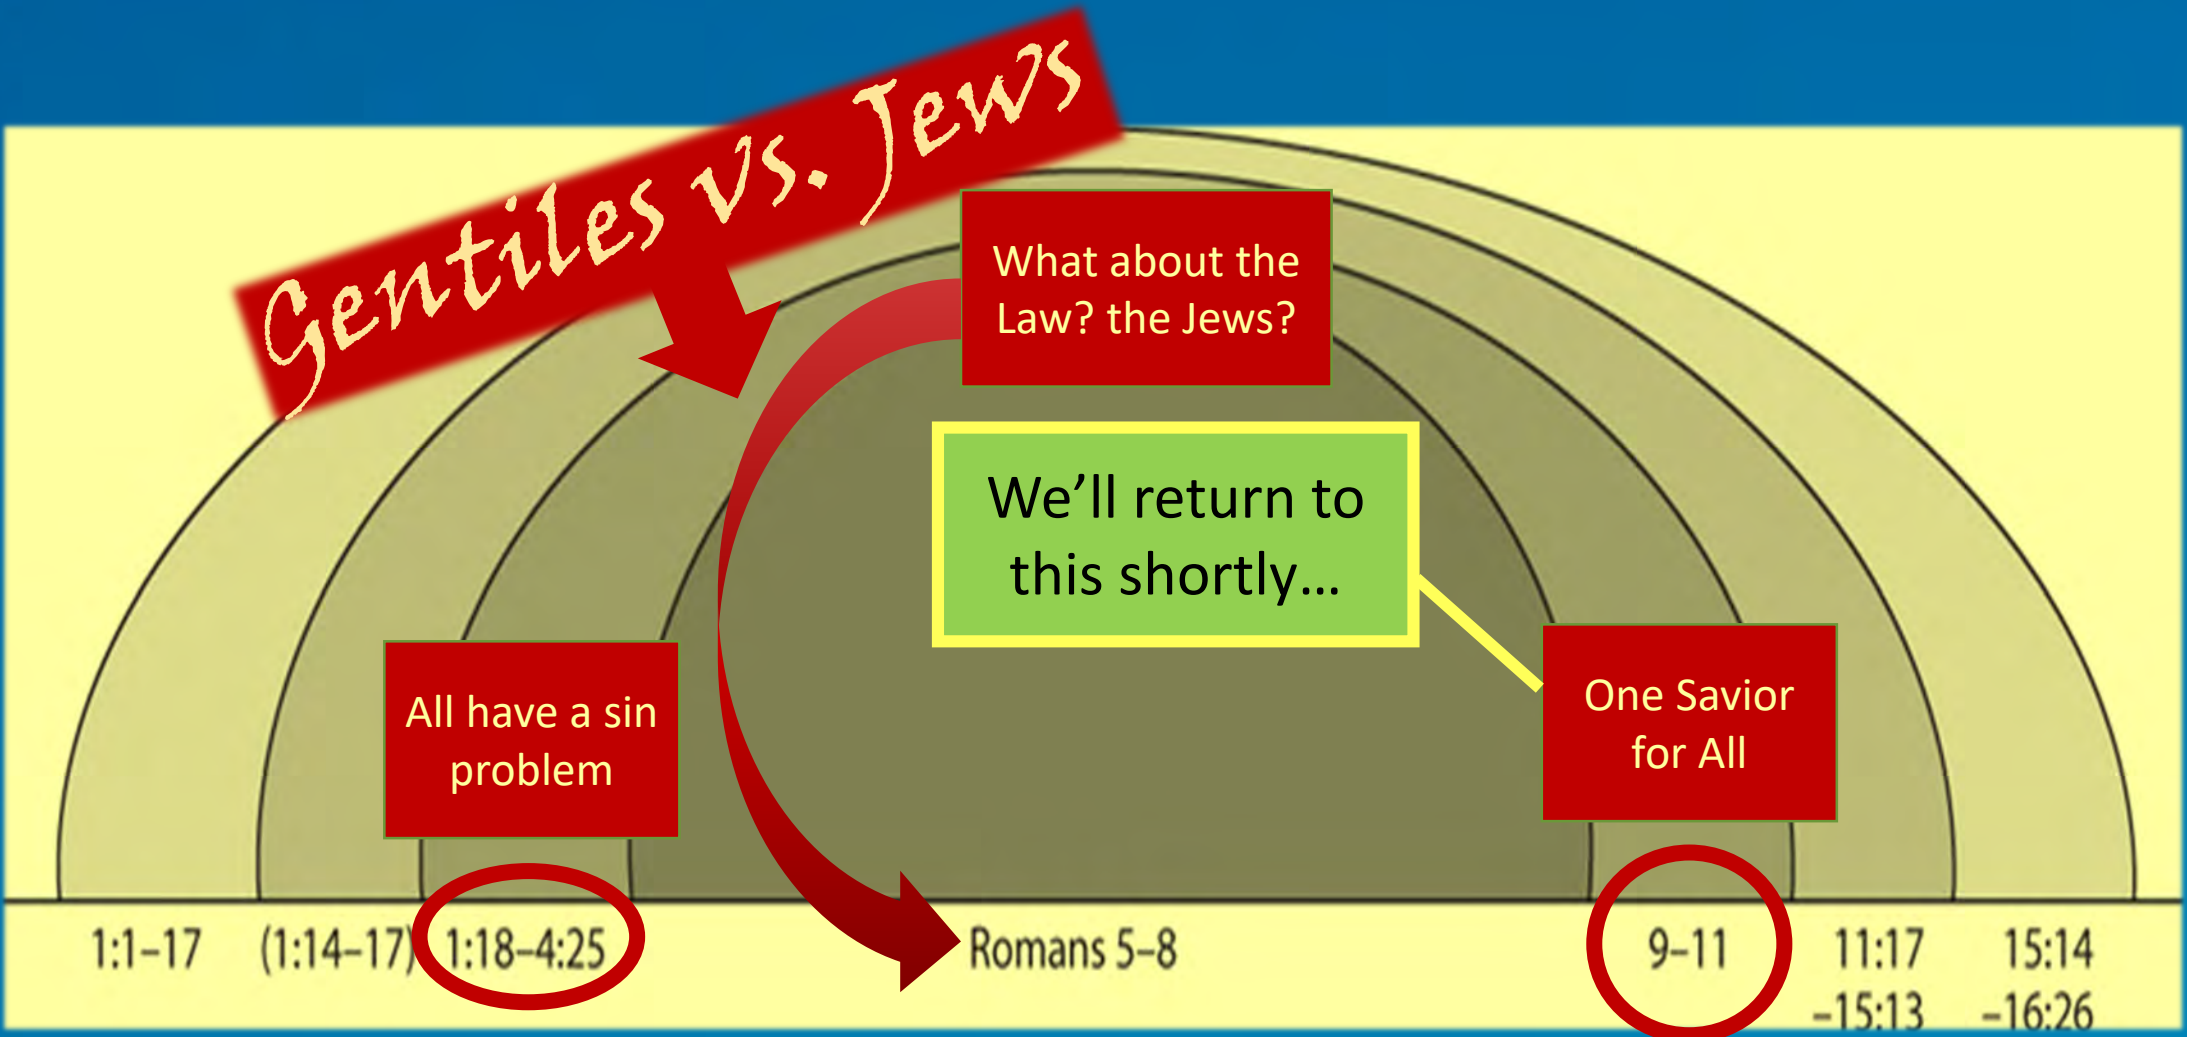 Gentiles vs. Jews
What about the
Law? the Jews?
We’ll return to
this shortly...
All have a sin
problem
One Savior
for All
1:1–17 (1:14–17) 1:18–4:25 Romans 5–8 9–11 11:17 15:14
–15:13 –16:26